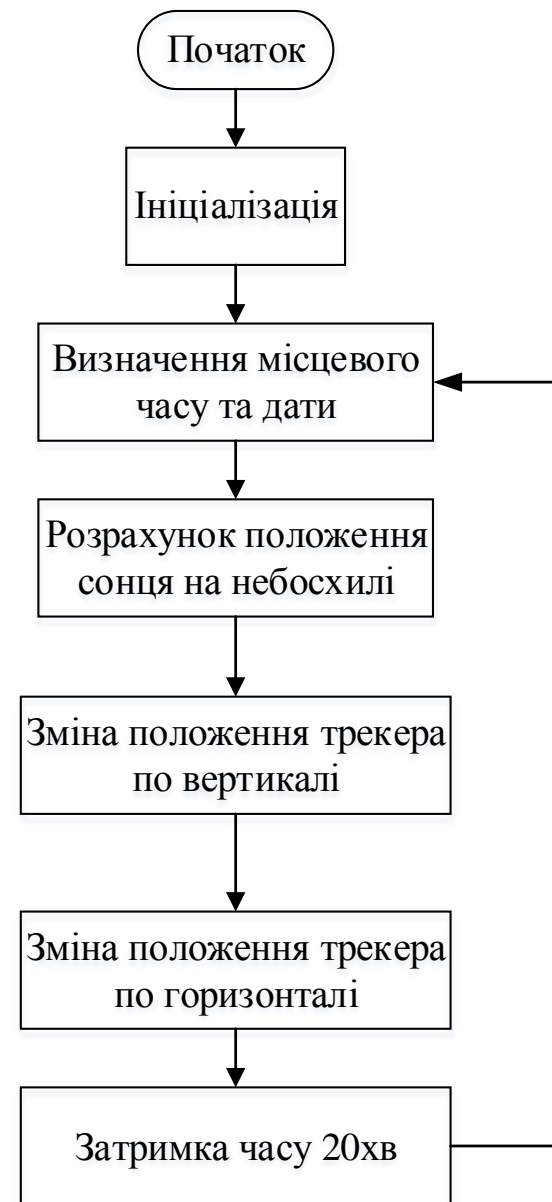 Початок
Ініціалізація
Визначення місцевого
часу та дати
Розрахунок положення
сонця на небосхилі
Зміна положення трекера
по вертикалі
Зміна положення трекера
по горизонталі
Затримка часу 20хв